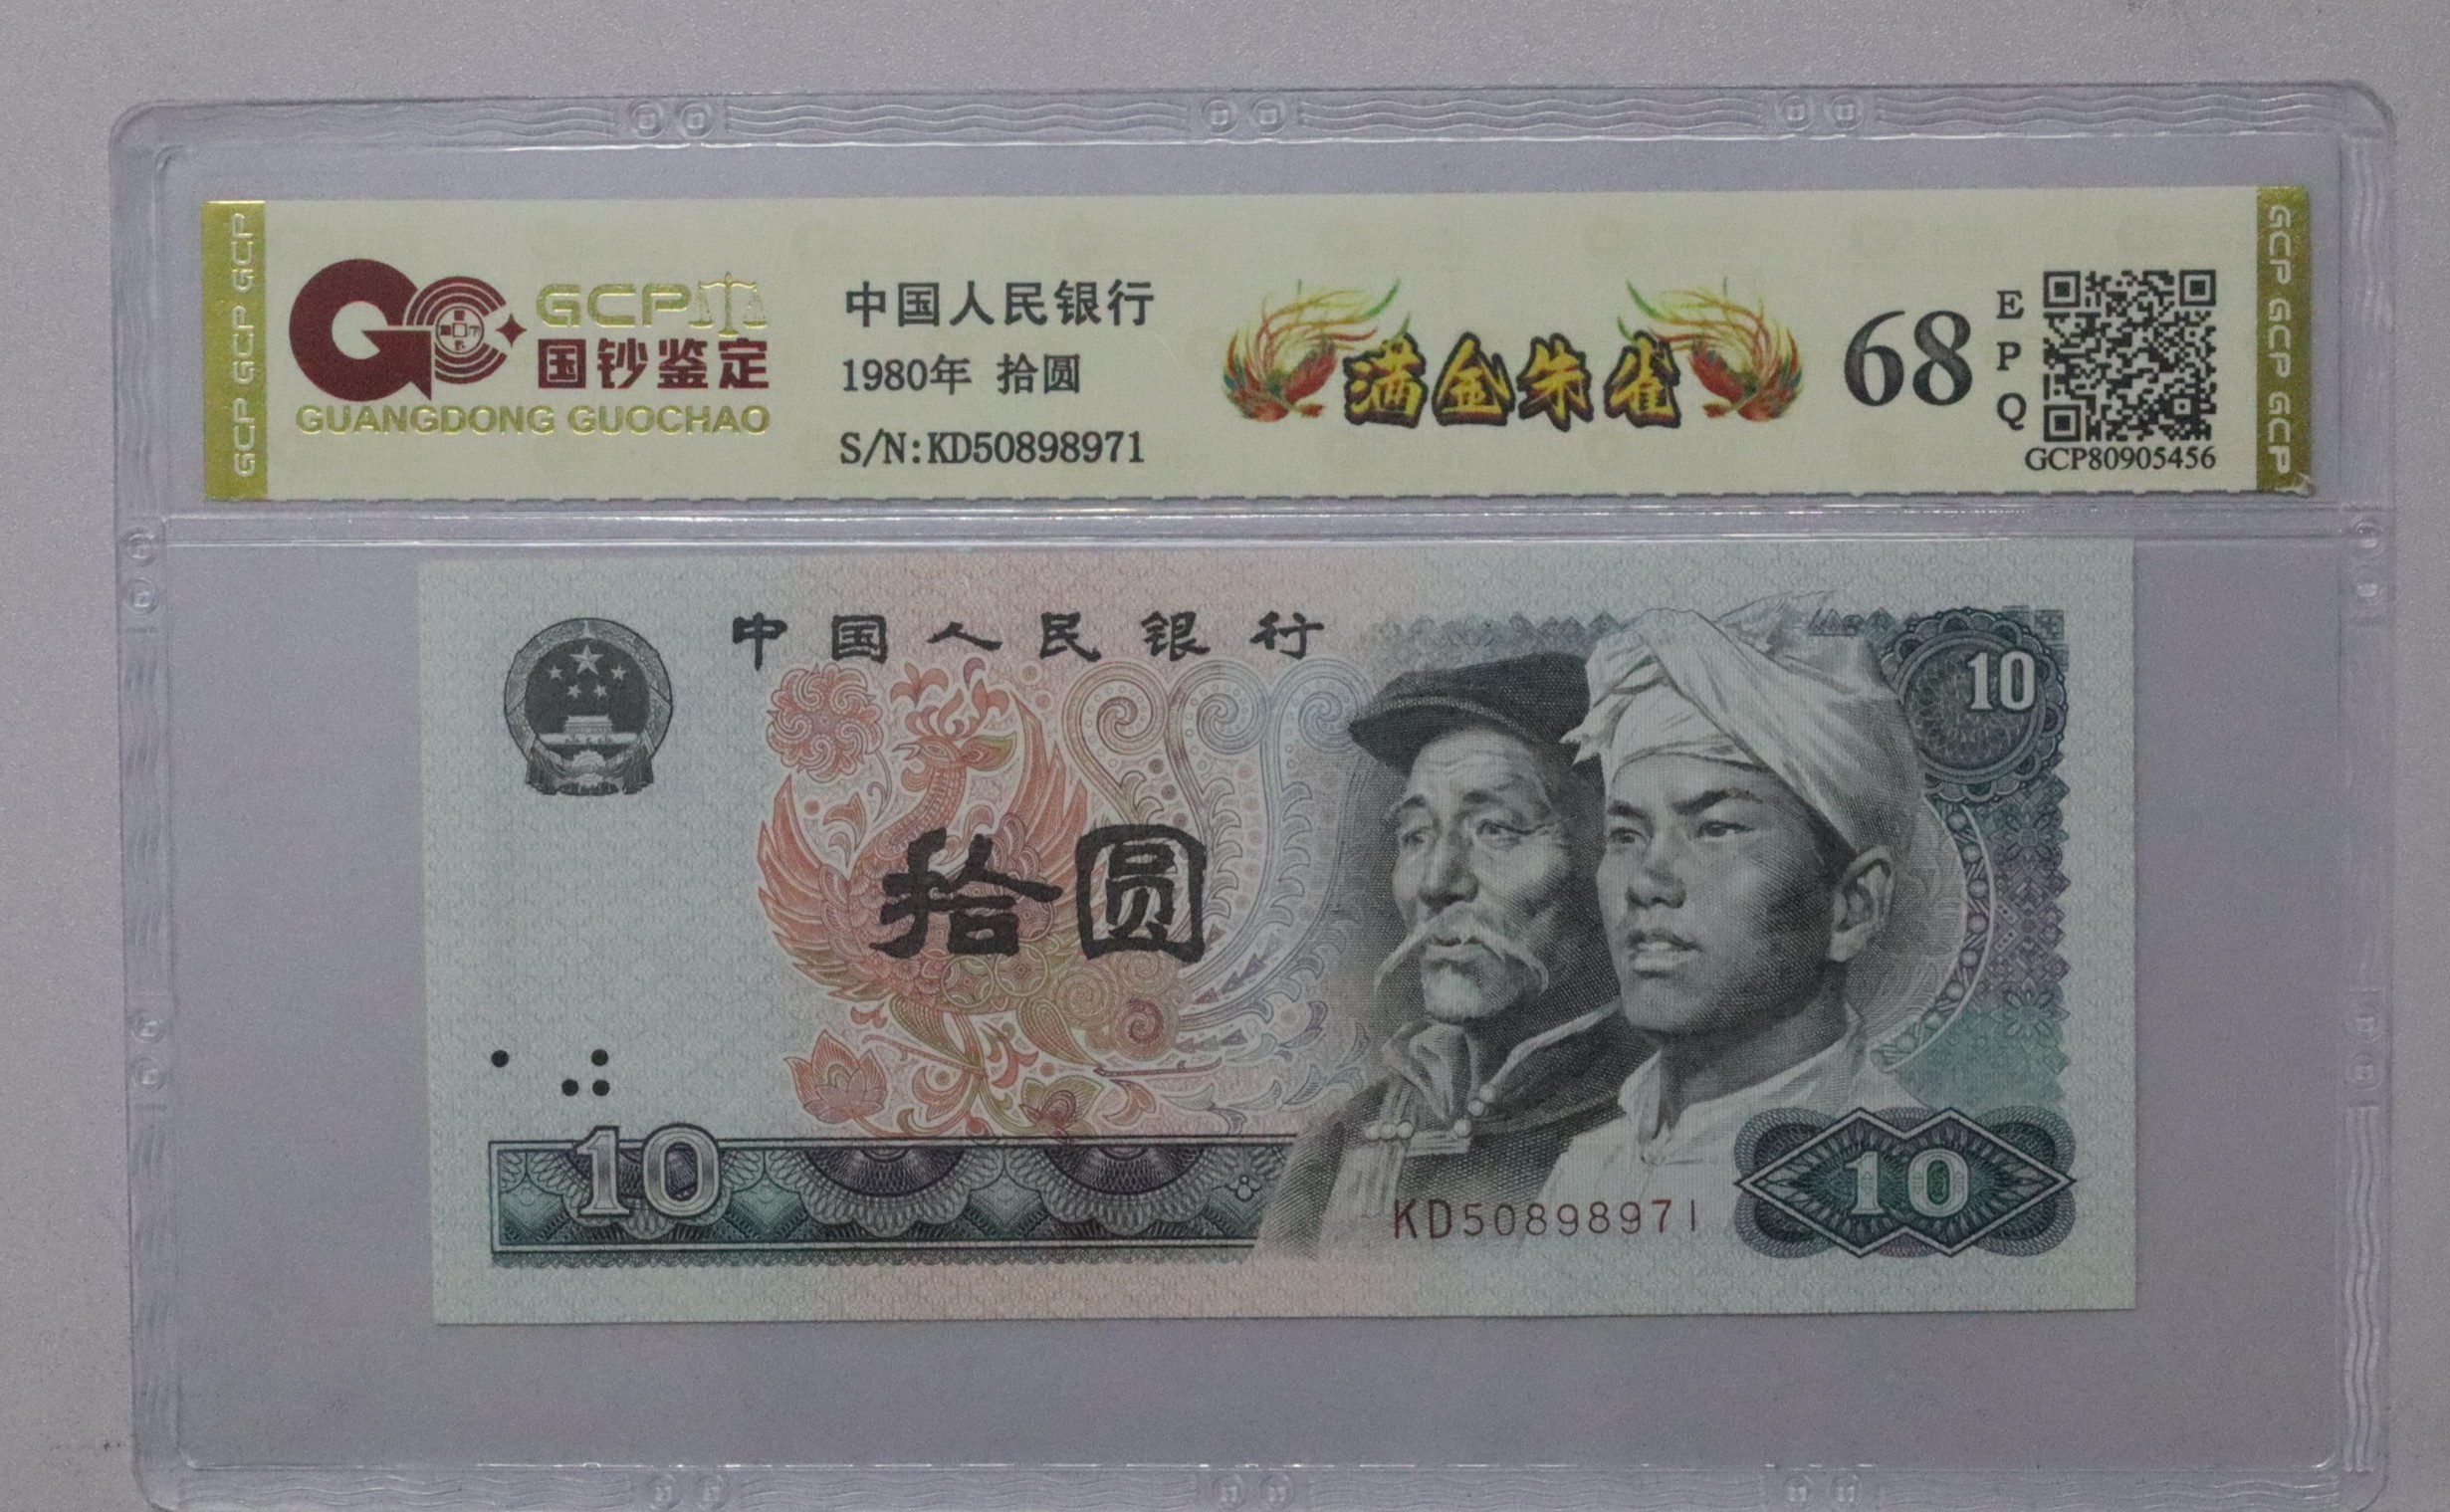 GCP GCP GCP
GCP
国钞鉴定
GUANGDONG GUOCHAO
中国人民银行
1980年 拾圆
S/N:KD50898971
满金朱雀
68
E
P
Q
GCP80905456
GCP GCP GCP
中国人民银行
10
拾圆
10
KD50898971
10